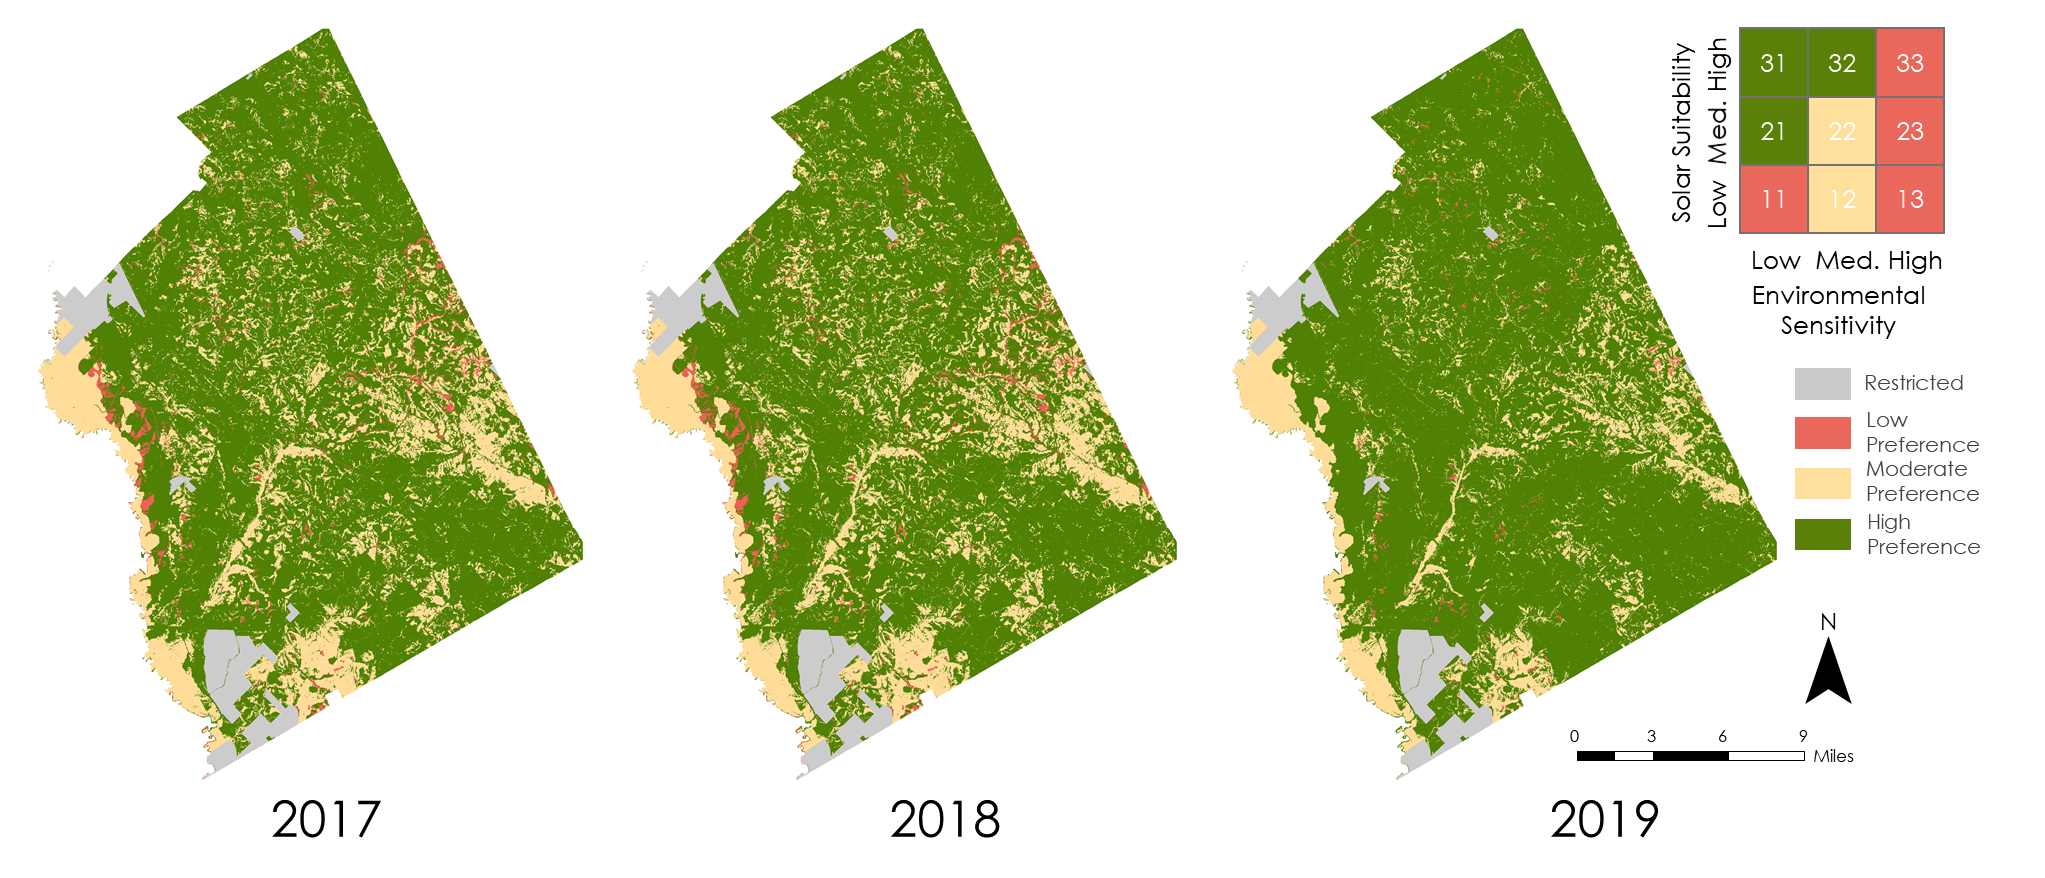 Solar Suitability
Low Med. High
31 32 33
21 22 23
11 12 13
Low Med. High
Environmental
Sensitivity
Restricted
Low
Preference
Moderate
Preference
High
Preference
N
0 3 6 9
Miles
2017 2018 2019